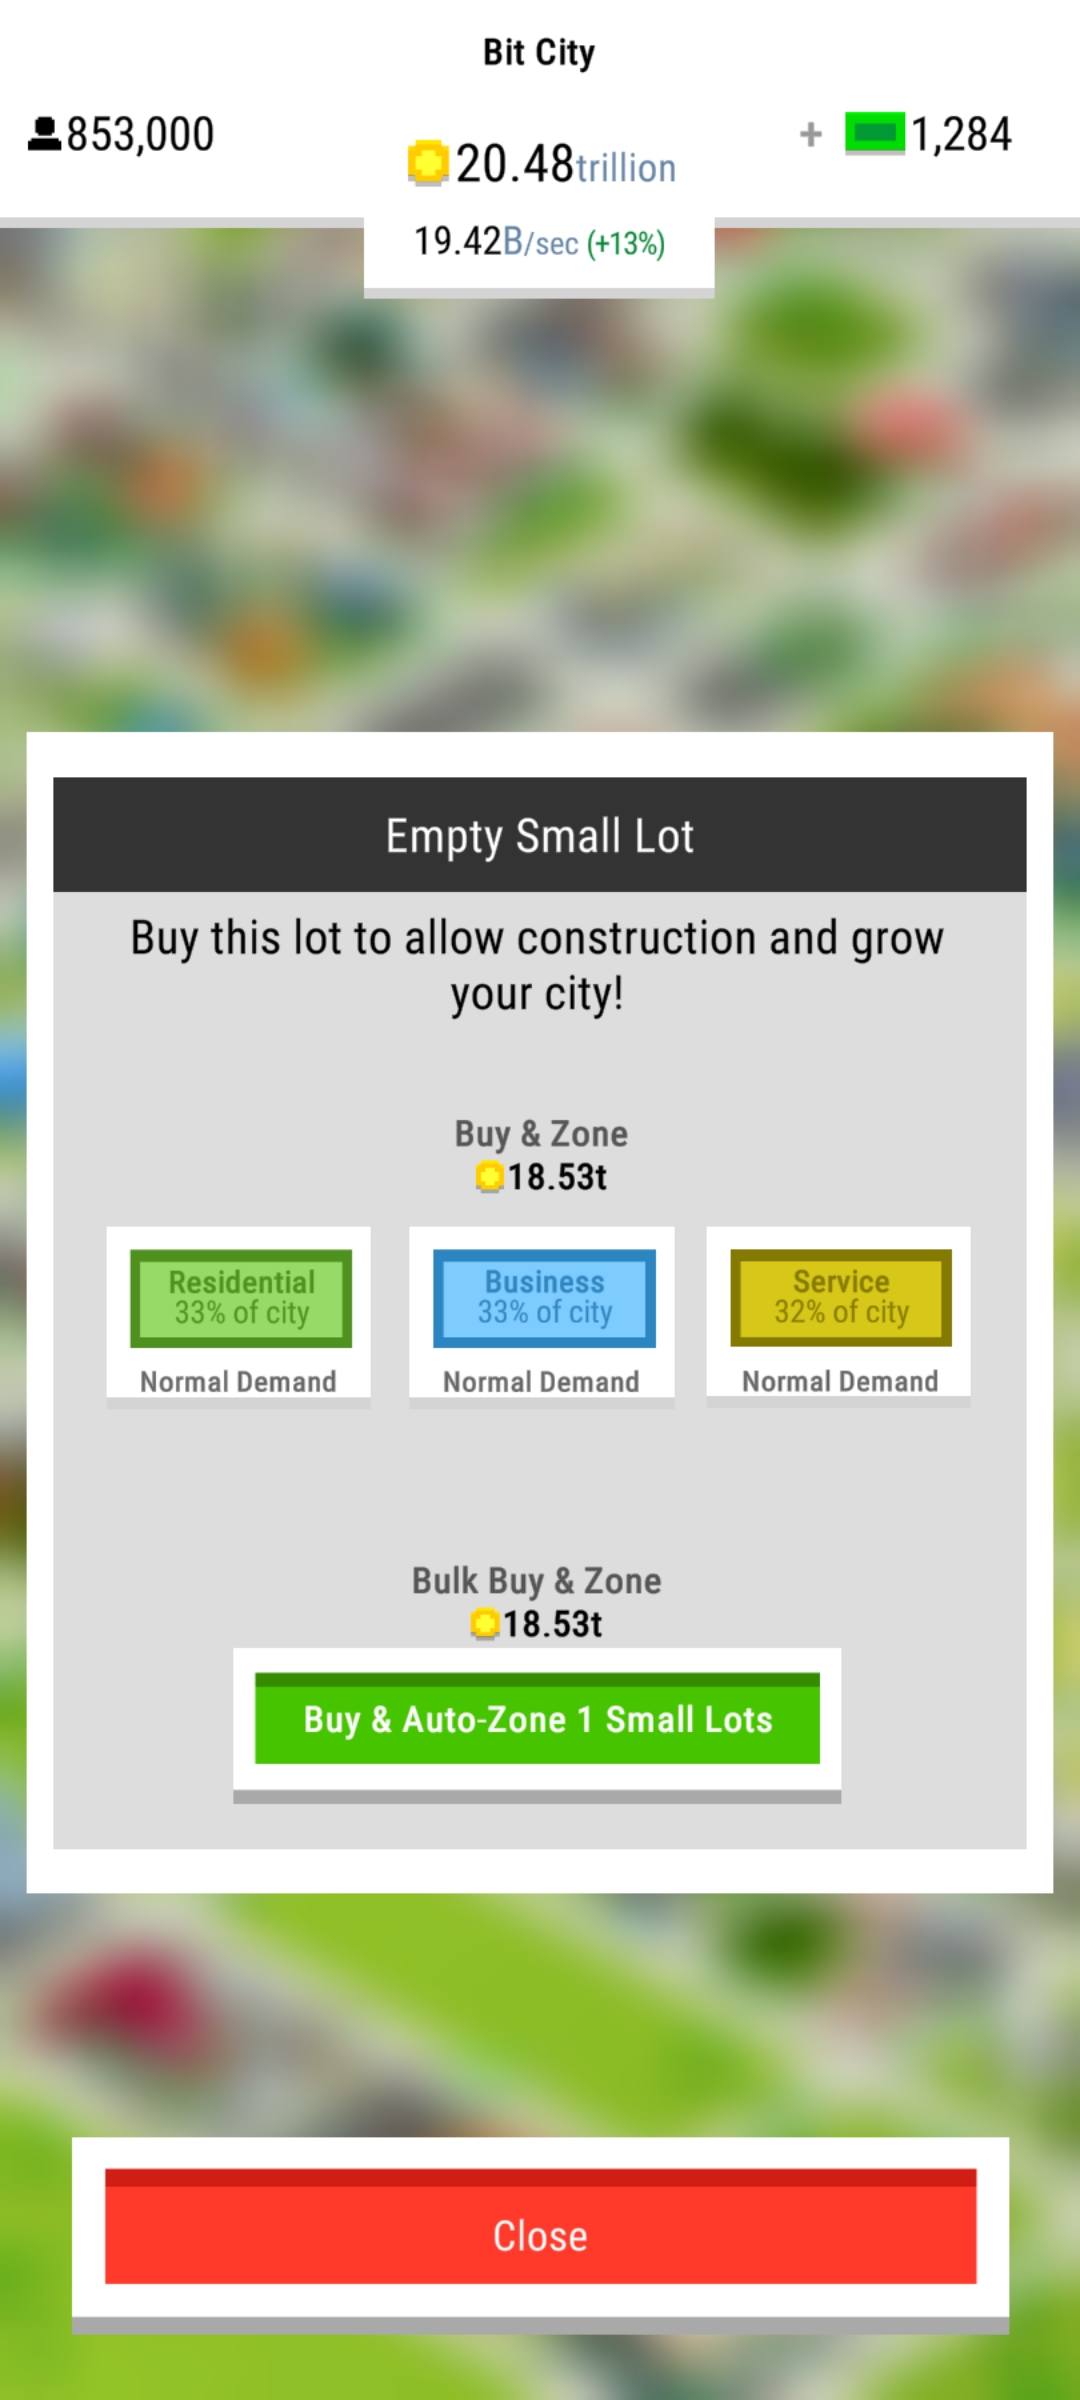 Bit City
853,000
20.48trillion
+ 1,284
19.42B/sec (+13%)
Empty Small Lot
Buy this lot to allow construction and grow
your city!
Buy & Zone
18.53t
Residential
33% of city
Normal Demand
Business
33% of city
Normal Demand
Service
32% of city
Normal Demand
Bulk Buy & Zone
18.53t
Buy & Auto-Zone 1 Small Lots
Close